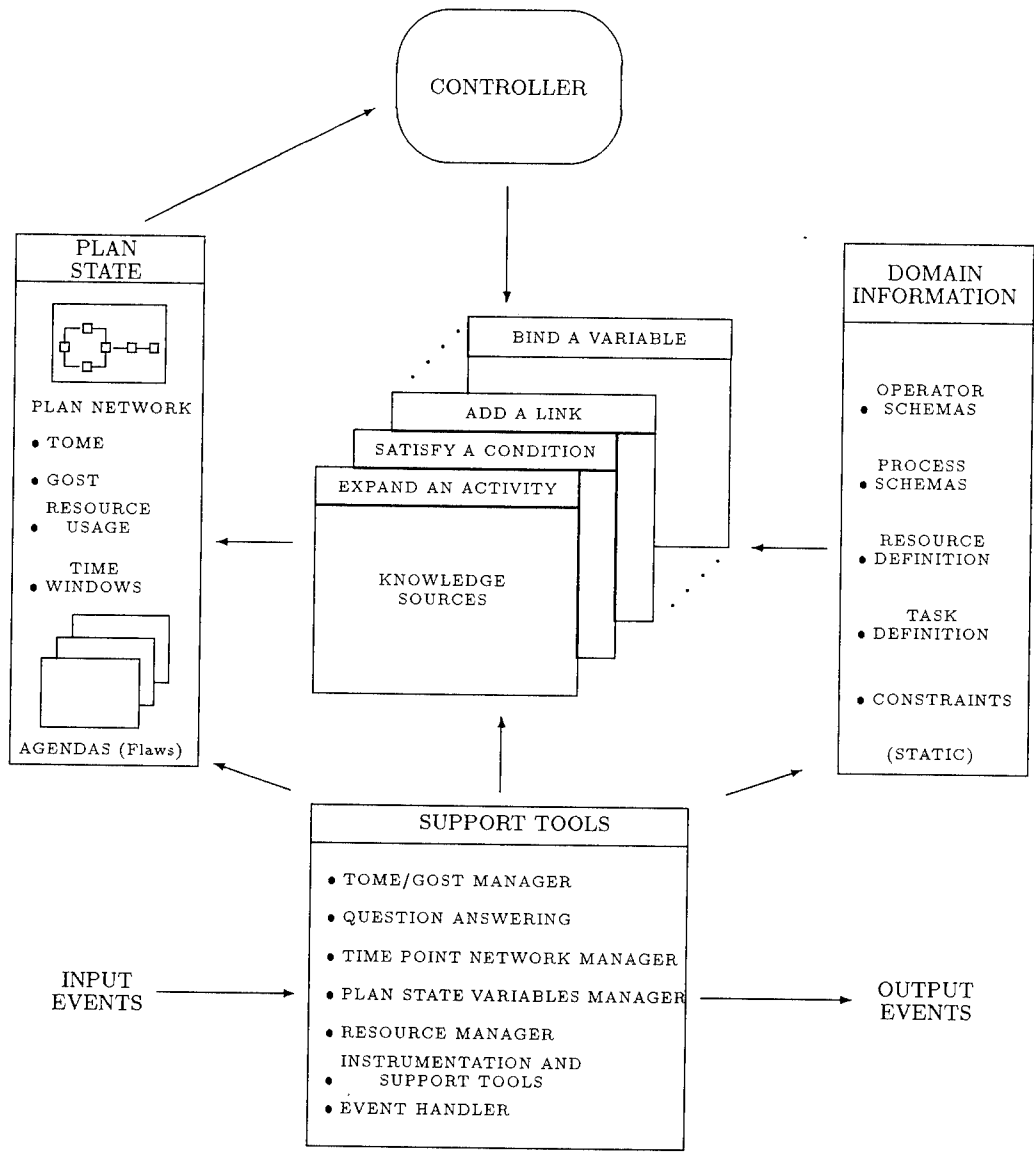 CONTROLLER
PLAN
STATE
PLAN NETWORK
• TOME
• GOST
• RESOURCE
USAGE
• TIME
WINDOWS
AGENDAS (Flaws)
BIND A VARIABLE
ADD A LINK
SATISFY A CONDITION
EXPAND AN ACTIVITY
KNOWLEDGE
SOURCES
DOMAIN
INFORMATION
• OPERATOR
SCHEMAS
• PROCESS
SCHEMAS
• RESOURCE
DEFINITION
• TASK
DEFINITION
• CONSTRAINTS
(STATIC)
SUPPORT TOOLS
• TOME/GOST MANAGER
• QUESTION ANSWERING
• TIME POINT NETWORK MANAGER
• PLAN STATE VARIABLES MANAGER
• RESOURCE MANAGER
• INSTRUMENTATION AND
SUPPORT TOOLS
• EVENT HANDLER
INPUT
EVENTS
OUTPUT
EVENTS